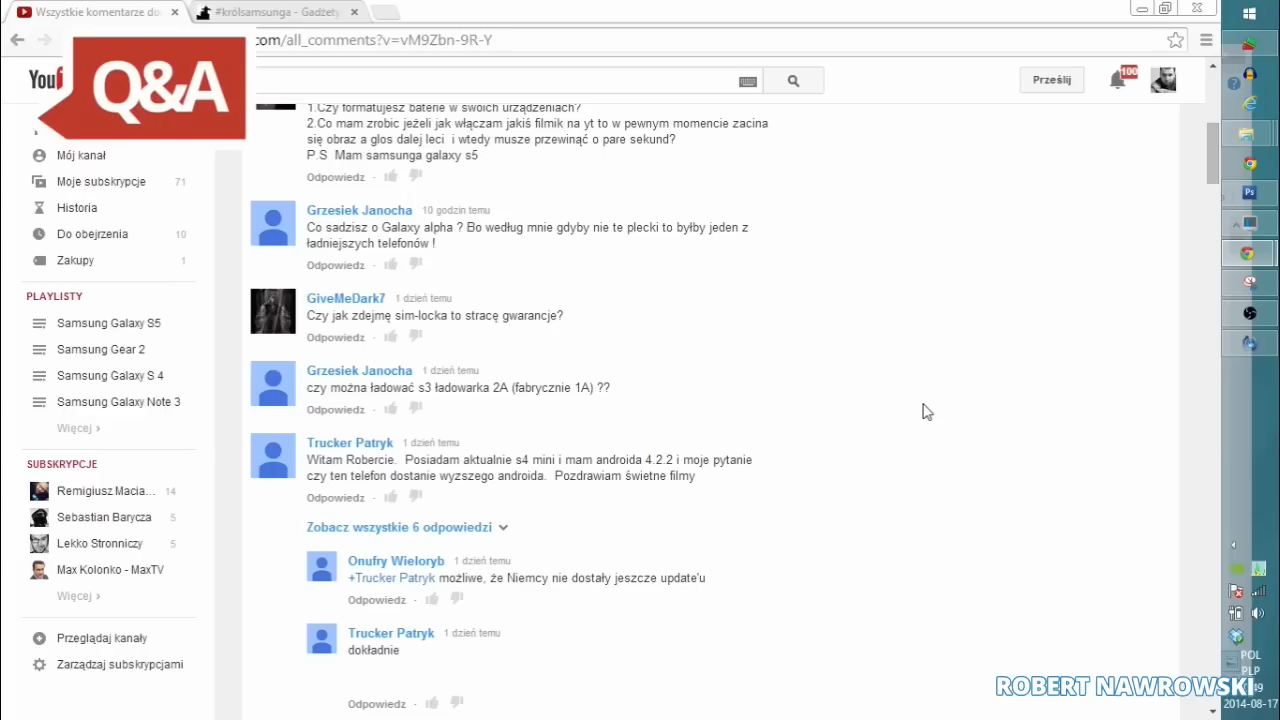 Wszystkie komentarze do
#królsamsunga - Gadżety
com/all_comments?v=vM9Zbn-9R-Y
You
Q&A
Prześlij
100
1.Czy formatujesz baterie w swoich urządzeniach?
2.Co mam zrobic jeżeli jak włączam jakiś filmik na yt to w pewnym momencie zacina
się obraz a glos dalej leci i wtedy musze przewinąć o pare sekund?
P.S Mam samsunga galaxy s5
Odpowiedz
Mój kanał
Moje subskrypcje 71
Historia
Do obejrzenia 10
Zakupy 1
PLAYLISTY
Samsung Galaxy S5
Samsung Gear 2
Samsung Galaxy S 4
Samsung Galaxy Note 3
Więcej ›
SUBSKRYPCJE
Remigiusz Macia... 14
Sebastian Barycza 5
Lekko Stronniczy 5
Max Kolonko - MaxTV
Więcej ›
Przeglądaj kanały
Zarządzaj subskrypcjami
Grzesiek Janocha 10 godzin temu
Co sadzisz o Galaxy alpha ? Bo według mnie gdyby nie te plecki to byłby jeden z
ładniejszych telefonów !
Odpowiedz
GiveMeDark7 1 dzień temu
Czy jak zdejmę sim-locka to stracę gwarancje?
Odpowiedz
Grzesiek Janocha 1 dzień temu
czy można ładować s3 ładowarka 2A (fabrycznie 1A) ??
Odpowiedz
Trucker Patryk 1 dzień temu
Witam Robercie. Posiadam aktualnie s4 mini i mam androida 4.2.2 i moje pytanie
czy ten telefon dostanie wyzszego androida. Pozdrawiam świetne filmy
Odpowiedz
Zobacz wszystkie 6 odpowiedzi
Onufry Wieloryb 1 dzień temu
+Trucker Patryk możliwe, że Niemcy nie dostały jeszcze update'u
Odpowiedz
Trucker Patryk 1 dzień temu
dokładnie
Odpowiedz
Ps
POL
PLP
ROBERT NAWROWSKI
49
2014-08-17